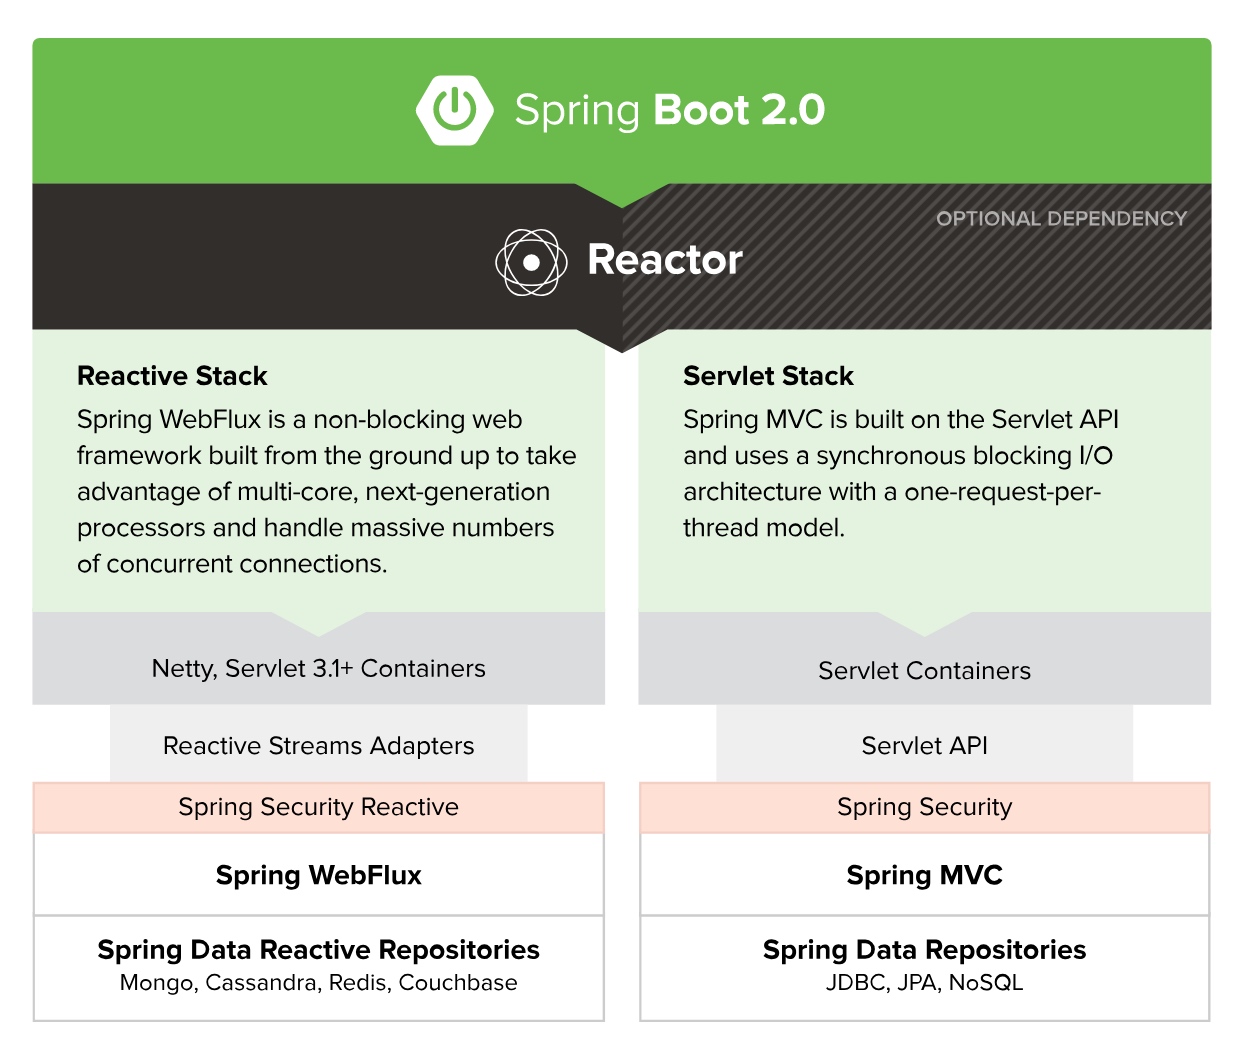 Spring Boot 2.0
OPTIONAL DEPENDENCY
Reactor
Reactive Stack
Spring WebFlux is a non-blocking web
framework built from the ground up to take
advantage of multi-core, next-generation
processors and handle massive numbers
of concurrent connections.
Netty, Servlet 3.1+ Containers
Reactive Streams Adapters
Spring Security Reactive
Spring WebFlux
Spring Data Reactive Repositories
Mongo, Cassandra, Redis, Couchbase
Servlet Stack
Spring MVC is built on the Servlet API
and uses a synchronous blocking I/O
architecture with a one-request-per-
thread model.
Servlet Containers
Servlet API
Spring Security
Spring MVC
Spring Data Repositories
JDBC, JPA, NoSQL